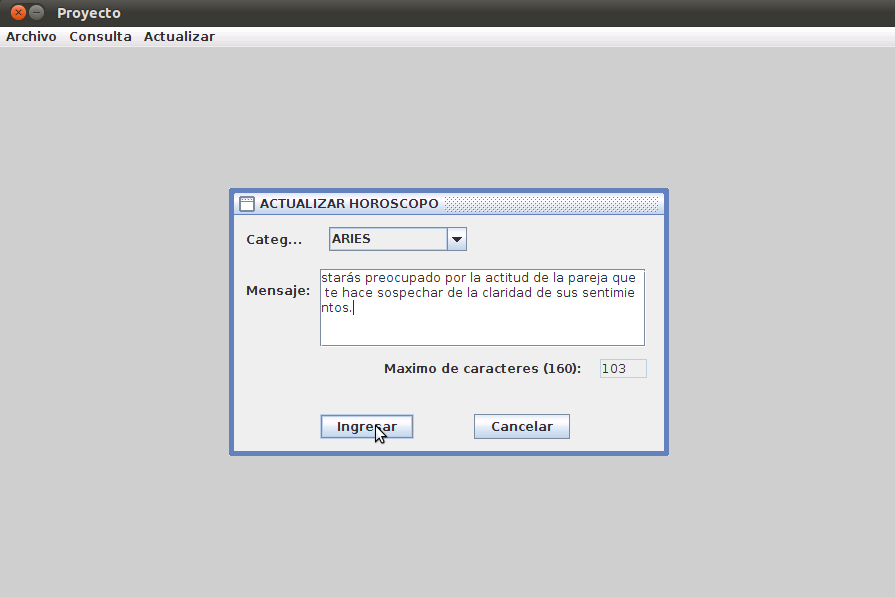 Proyecto
Archivo Consulta Actualizar
ACTUALIZAR HOROSCOPO
Categ... ARIES
Mensaje:
starás preocupado por la actitud de la pareja que
te hace sospechar de la claridad de sus sentimie
ntos.
Maximo de caracteres (160): 103
Ingresar Cancelar